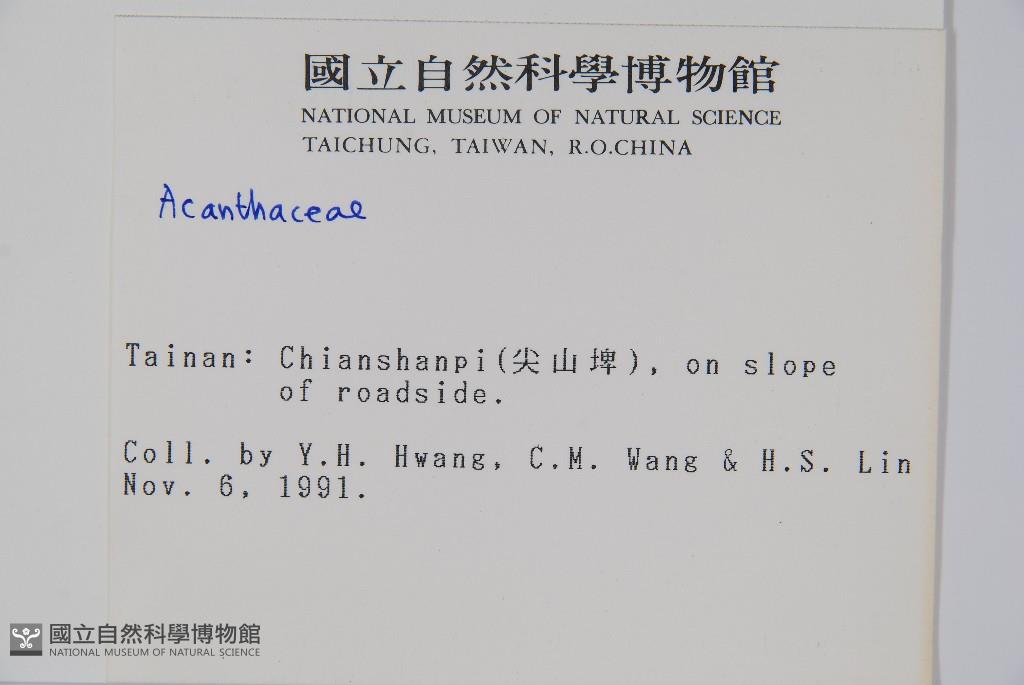 國立自然科學博物館
NATIONAL MUSEUM OF NATURAL SCIENCE
TAICHUNG, TAIWAN, R.O.CHINA
Acanthaceae
Tainan: Chianshanpi(尖山埤), on slope
of roadside.
Coll. by Y.H. Hwang, C.M. Wang & H.S. Lin
Nov. 6, 1991.
國立自然科學博物館
NATIONAL MUSEUM OF NATURAL SCIENCE